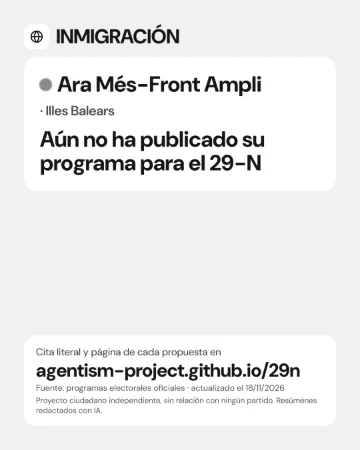 INMIGRACIÓN
Ara Més-Front Ampli
· Illes Balears
Aún no ha publicado su
programa para el 29-N
Cita literal y página de cada propuesta en
agentism-project.github.io/29n
Fuente: programas electorales oficiales · actualizado el 18/11/2026
Proyecto ciudadano independiente, sin relación con ningún partido. Resúmenes
redactados con IA.